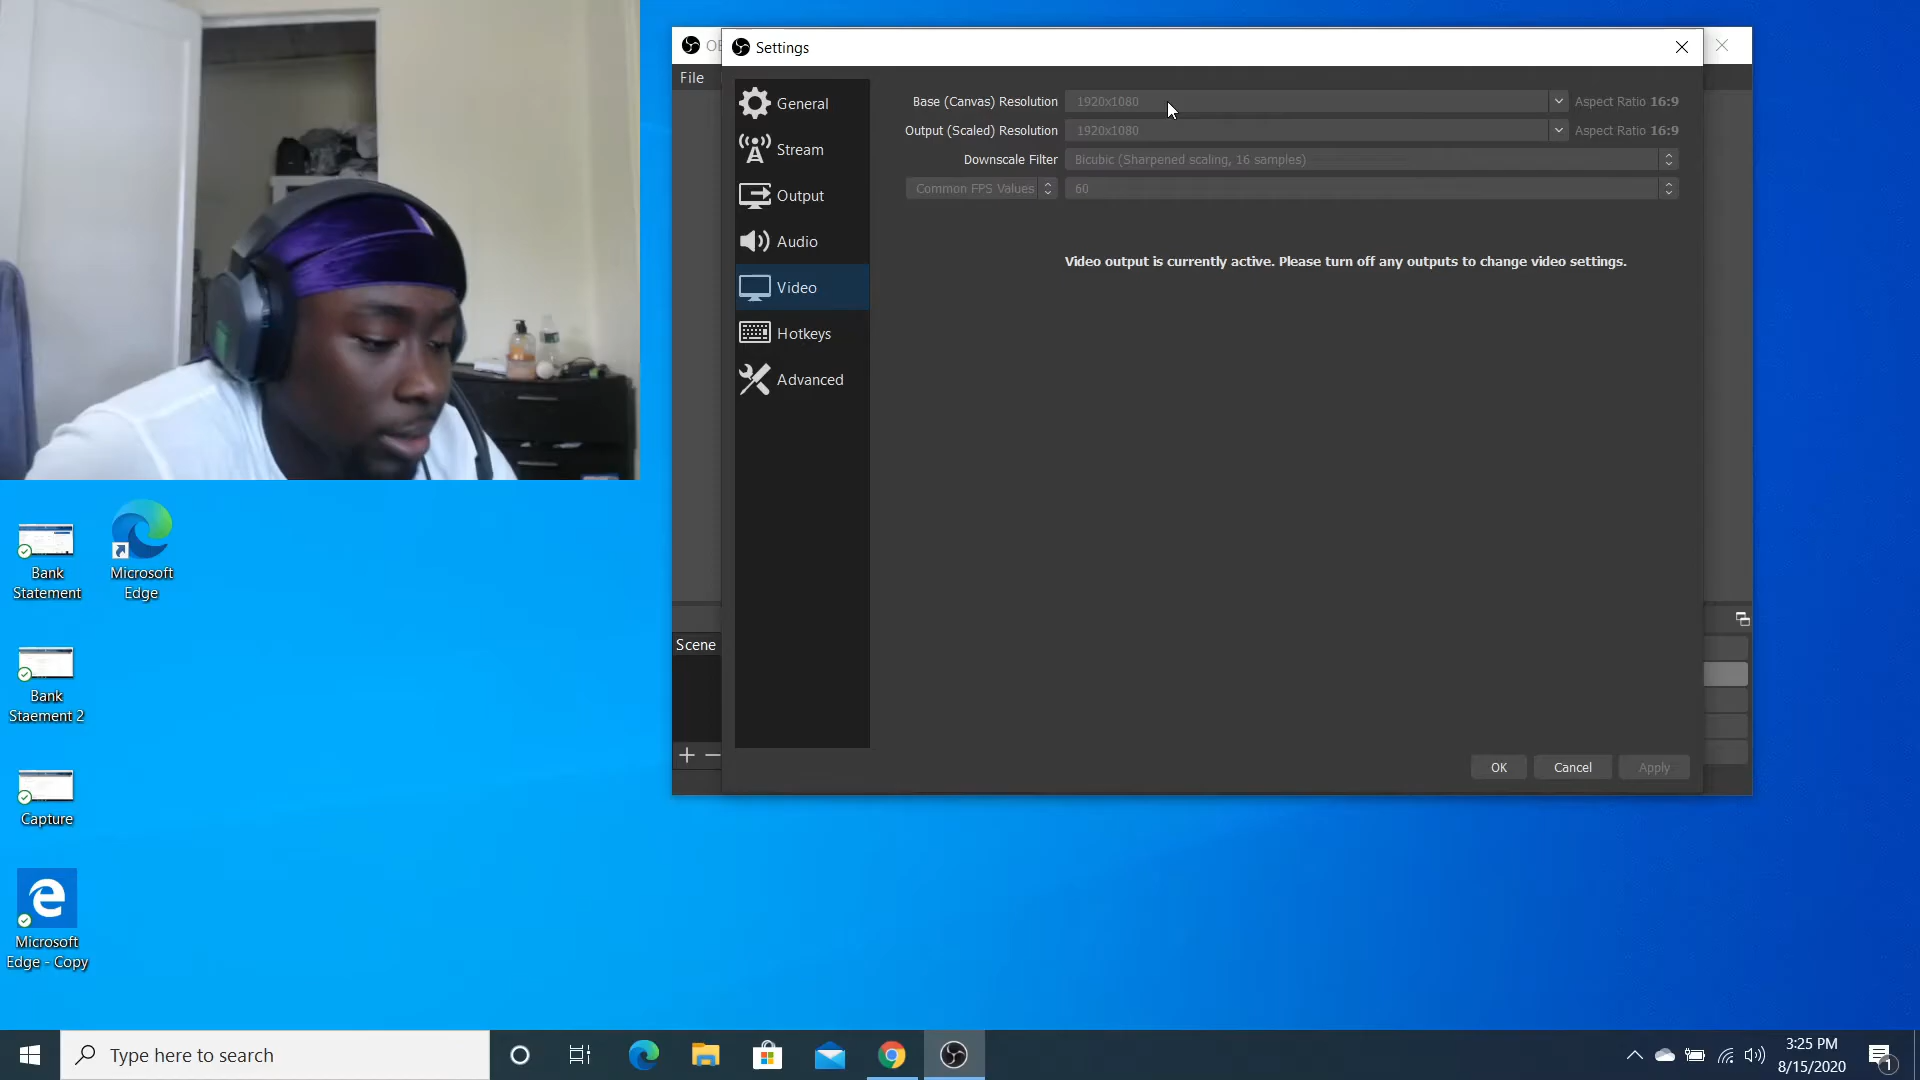 OB
Settings
File
General
Stream
Output
Audio
Video
Hotkeys
Advanced
Base (Canvas) Resolution 1920x1080 Aspect Ratio 16:9
Output (Scaled) Resolution 1920x1080 Aspect Ratio 16:9
Downscale Filter Bicubic (Sharpened scaling, 16 samples)
Common FPS Values 60
Video output is currently active. Please turn off any outputs to change video settings.
Scene
OK Cancel Apply
Bank
Statement
Microsoft
Edge
Bank
Staement 2
Capture
Microsoft
Edge - Copy
Type here to search
3:25 PM
8/15/2020
1